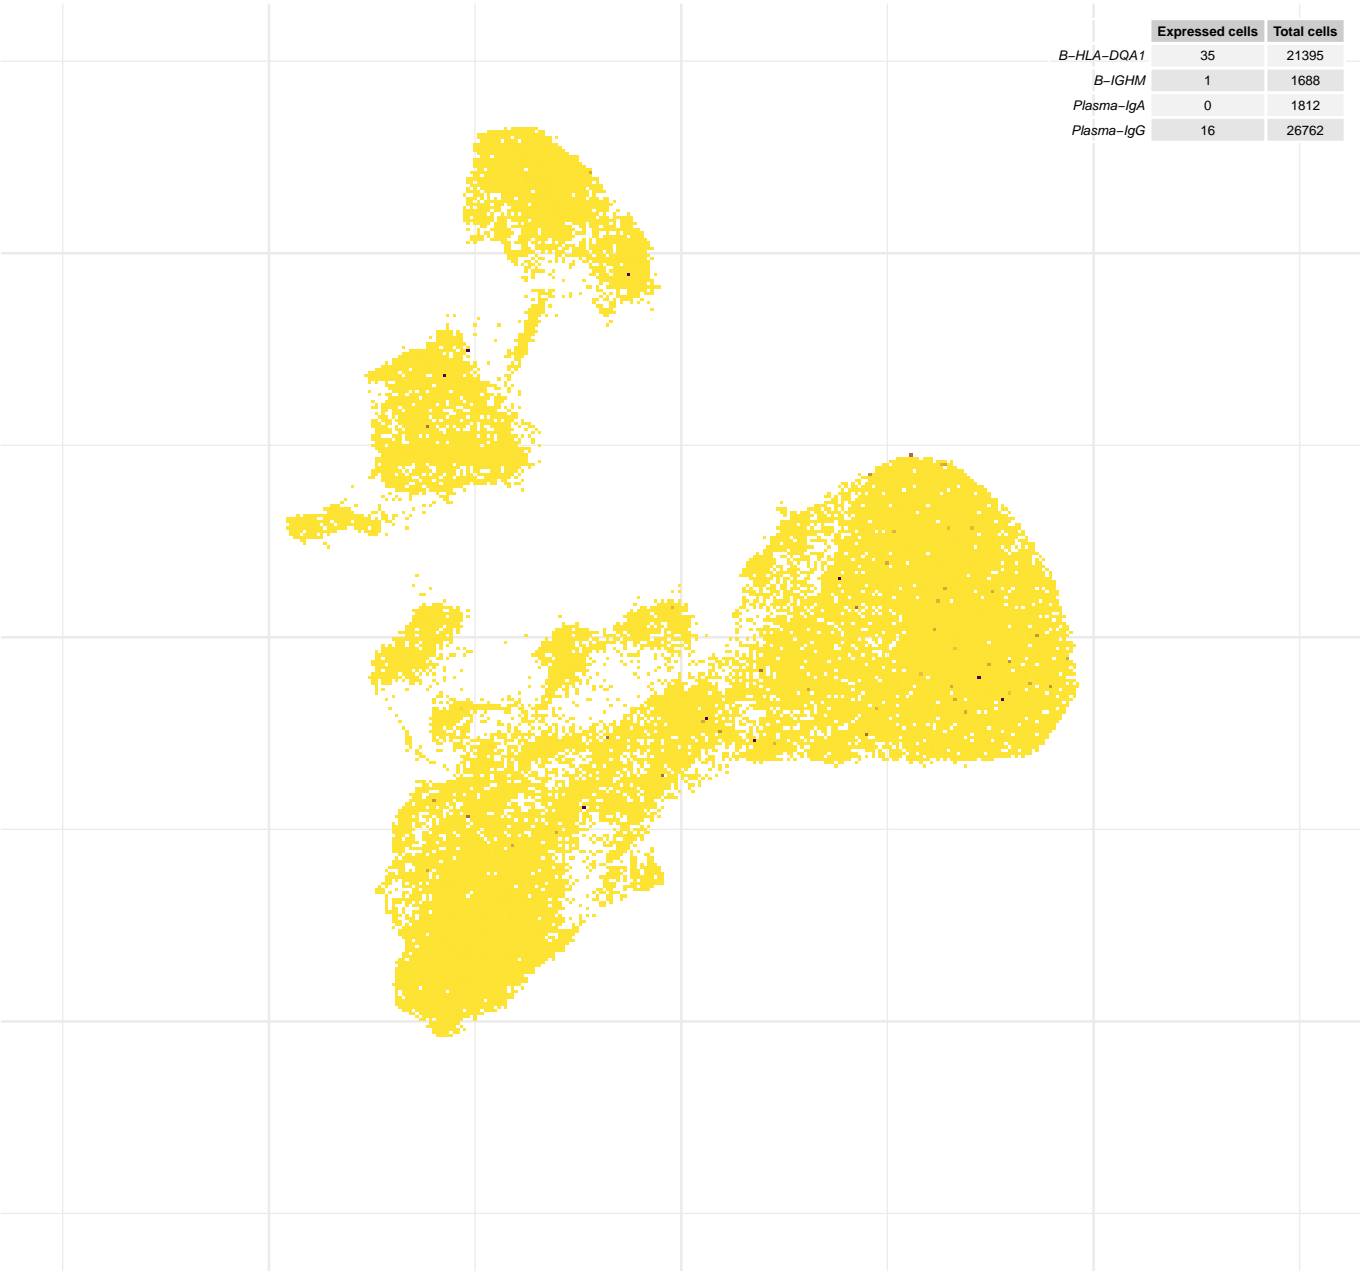 Expressed cells Total cells
B−HLA−DQA1 35 21395
B−IGHM 1 1688
Plasma−IgA 0 1812
Plasma−IgG 16 26762